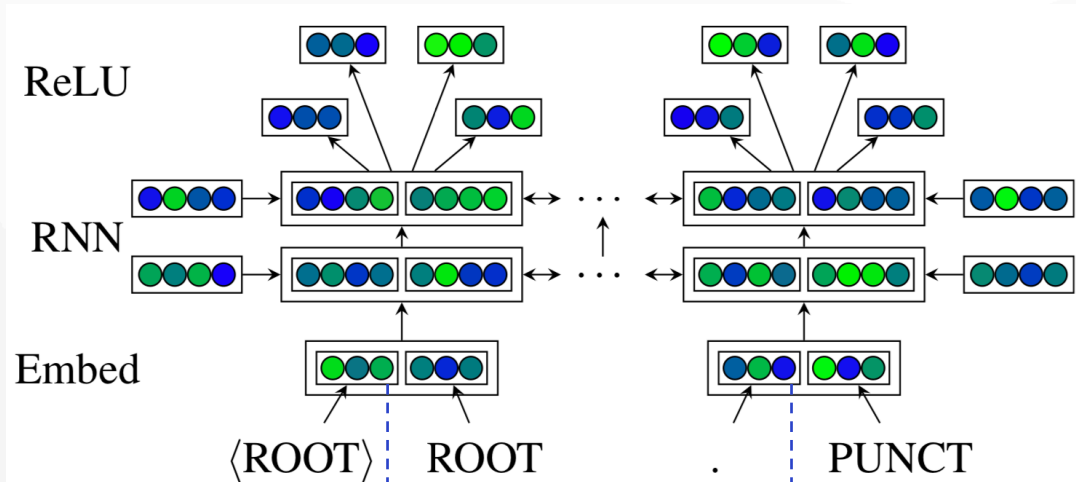 ReLU
RNN
· · ·
· · ·
Embed
⟨ROOT⟩ ROOT . PUNCT